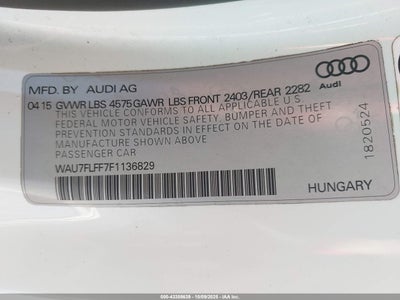 MFD. BY AUDI AG
04 15 GVWR LBS 4575 GAWR LBS FRONT 2403/REAR 2282
THIS VEHICLE CONFORMS TO ALL APPLICABLE U S
FEDERAL MOTOR VEHICLE SAFETY, BUMPER AND THEFT
PREVENTION STANDARDS IN EFFECT ON THE DATE OF
MANUFACTURE SHOWN ABOVE
PASSENGER CAR
WAU7FLFF7F1136829
HUNGARY
Audi
1820524